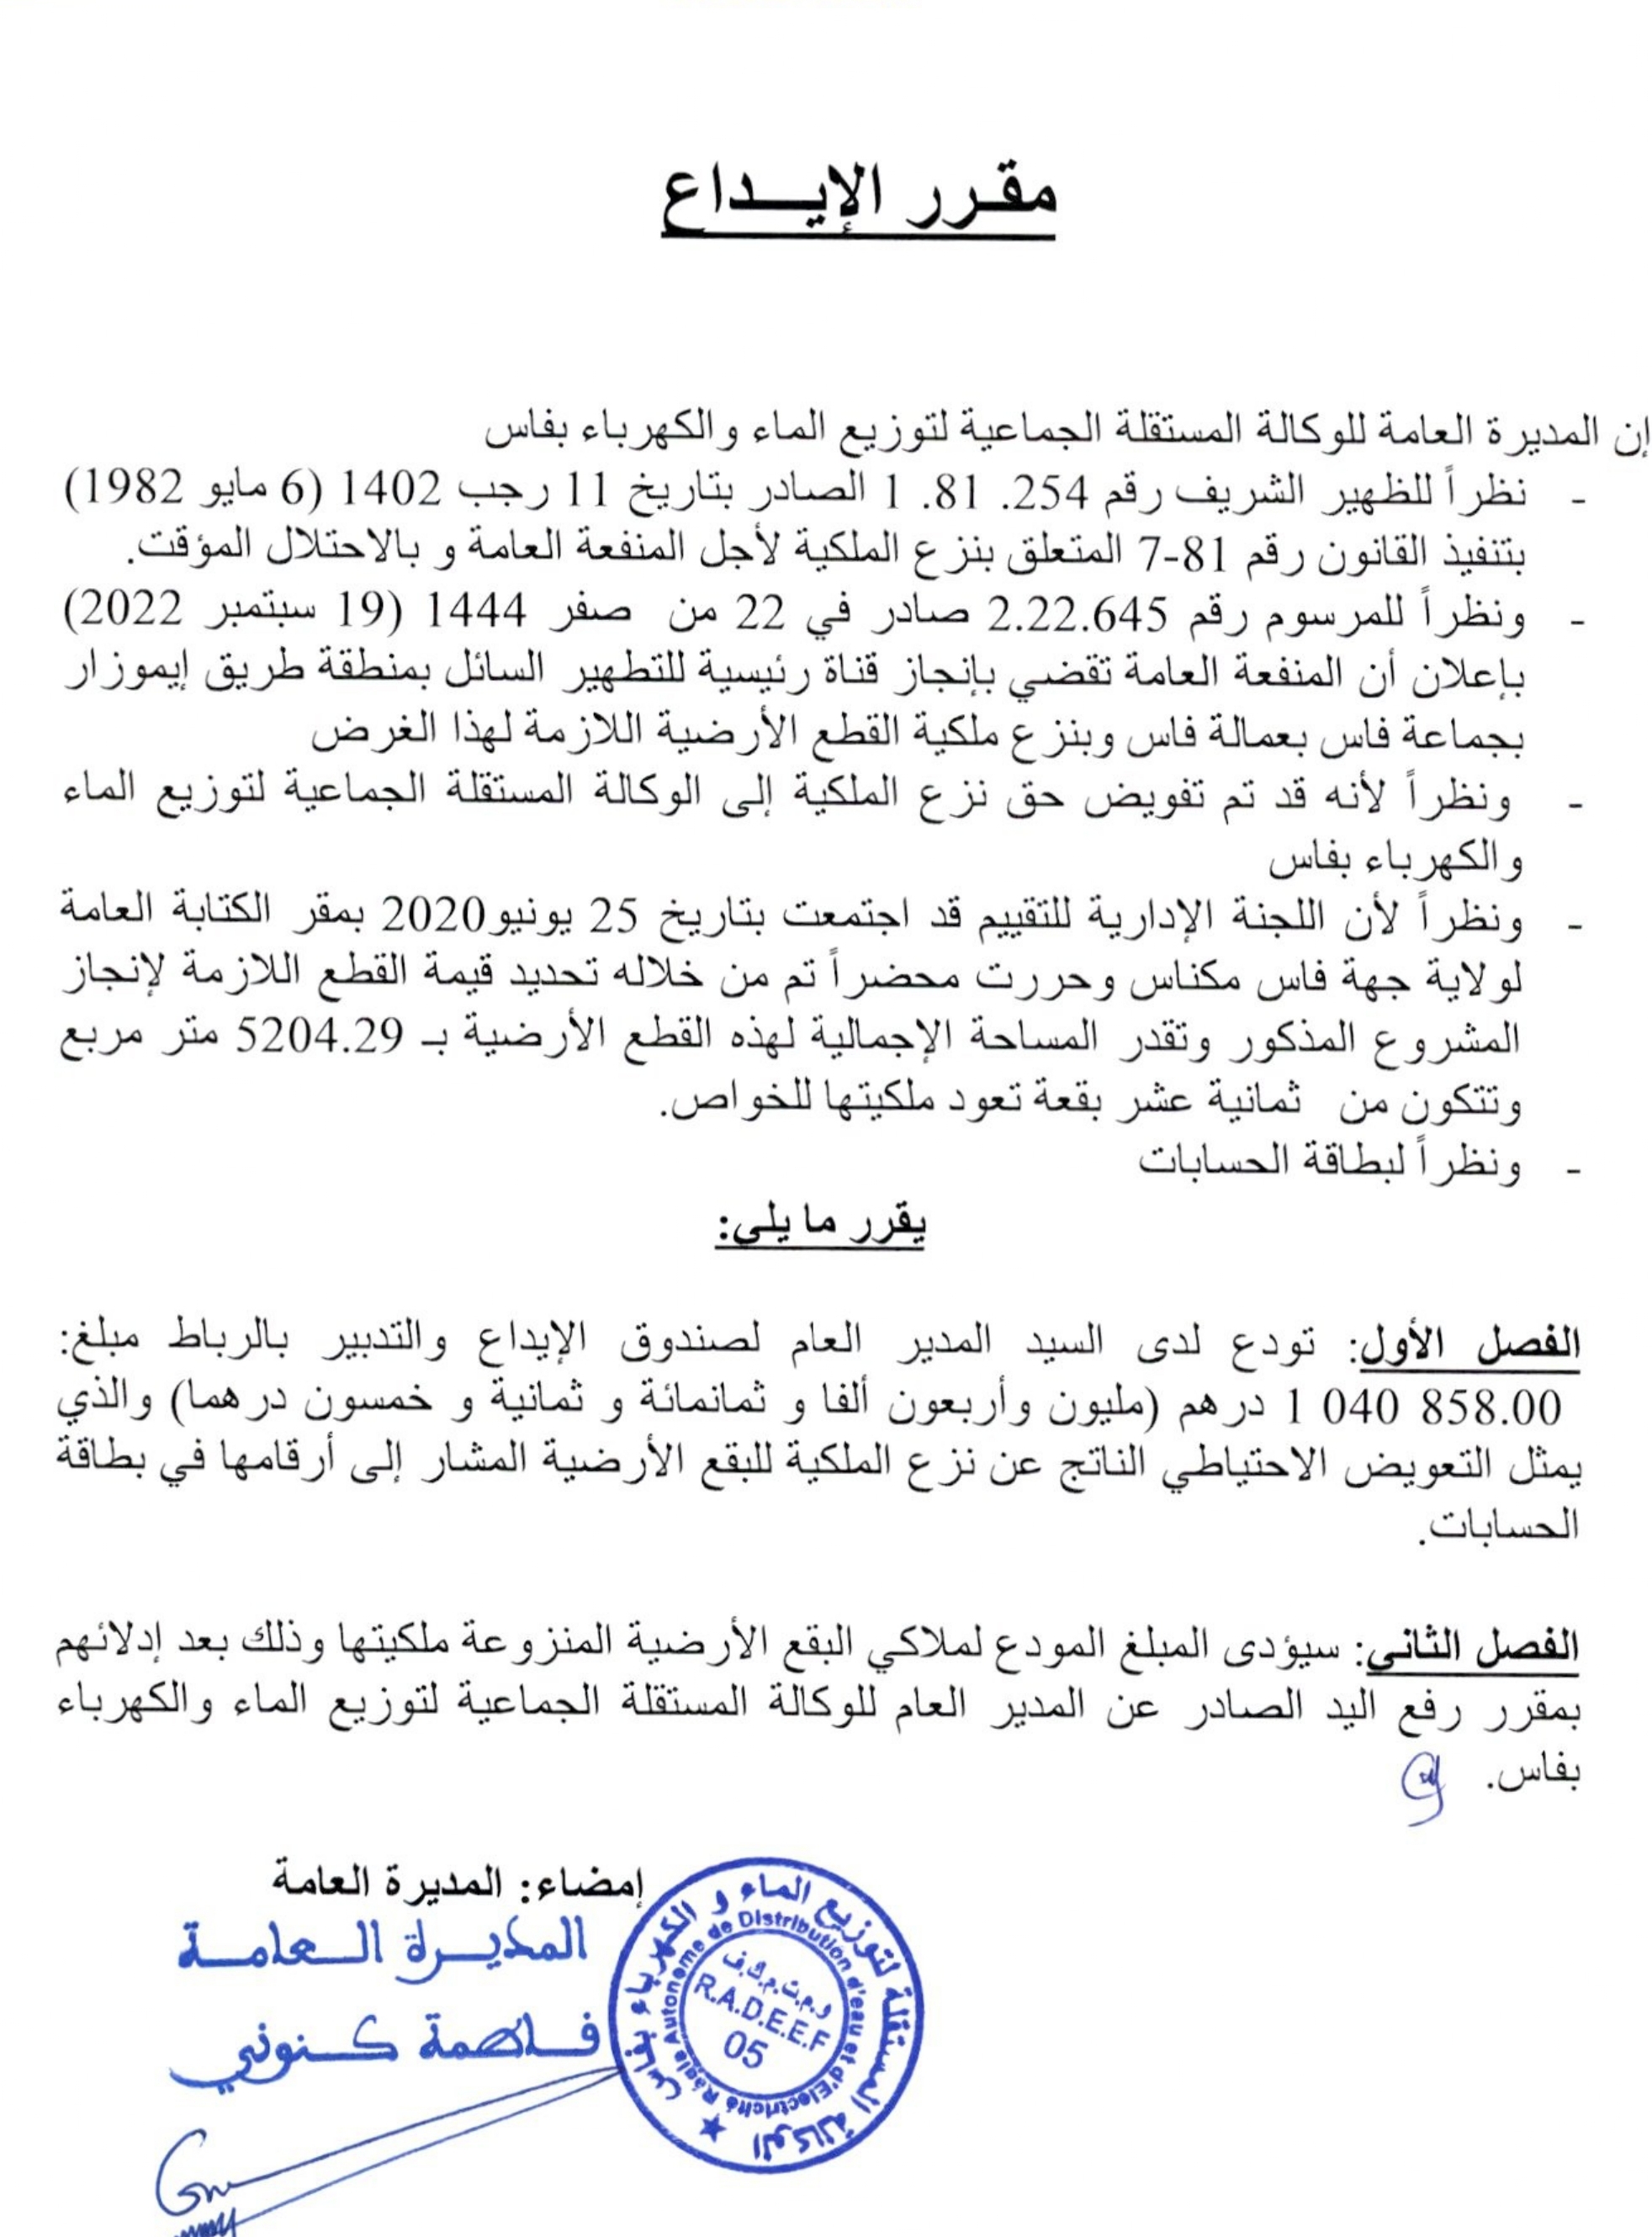 مقرر الإيداع
إن المديرة العامة للوكالة المستقلة الجماعية لتوزيع الماء والكهرباء بفاس
- نظراً للظهير الشريف رقم 254. 81. 1 الصادر بتاريخ 11 رجب 1402 (6 مايو 1982)
بتنفيذ القانون رقم 81-7 المتعلق بنزع الملكية لأجل المنفعة العامة و بالاحتلال المؤقت.
- ونظراً للمرسوم رقم 2.22.645 صادر في 22 من صفر 1444 (19 سبتمبر 2022)
بإعلان أن المنفعة العامة تقضي بإنجاز قناة رئيسية للتطهير السائل بمنطقة طريق إيموزار
بجماعة فاس بعمالة فاس وبنزع ملكية القطع الأرضية اللازمة لهذا الغرض
- ونظراً لأنه قد تم تفويض حق نزع الملكية إلى الوكالة المستقلة الجماعية لتوزيع الماء
والكهرباء بفاس
- ونظراً لأن اللجنة الإدارية للتقييم قد اجتمعت بتاريخ 25 يونيو2020 بمقر الكتابة العامة
لولاية جهة فاس مكناس وحررت محضراً تم من خلاله تحديد قيمة القطع اللازمة لإنجاز
المشروع المذكور وتقدر المساحة الإجمالية لهذه القطع الأرضية بـ 5204.29 متر مربع
وتتكون من ثمانية عشر بقعة تعود ملكيتها للخواص.
- ونظراً لبطاقة الحسابات
يقرر ما يلي:
الفصل الأول: تودع لدى السيد المدير العام لصندوق الإيداع والتدبير بالرباط مبلغ:
1 040 858.00 درهم (مليون وأربعون ألفا و ثمانمائة و ثمانية و خمسون درهما) والذي
يمثل التعويض الاحتياطي الناتج عن نزع الملكية للبقع الأرضية المشار إلى أرقامها في بطاقة
الحسابات.
الفصل الثاني: سيؤدى المبلغ المودع لملاكي البقع الأرضية المنزوعة ملكيتها وذلك بعد إدلائهم
بمقرر رفع اليد الصادر عن المدير العام للوكالة المستقلة الجماعية لتوزيع الماء والكهرباء
بفاس.
إمضاء: المديرة العامة
المديرة العامة
فاطمة كنوني
الوكالة المستقلة لتوزيع الماء و الكهرباء بفاس
Régie Autonome de Distribution d'eau et d'Electricité
و.م.ت.م.ك.ف
R.A.D.E.E.F
05